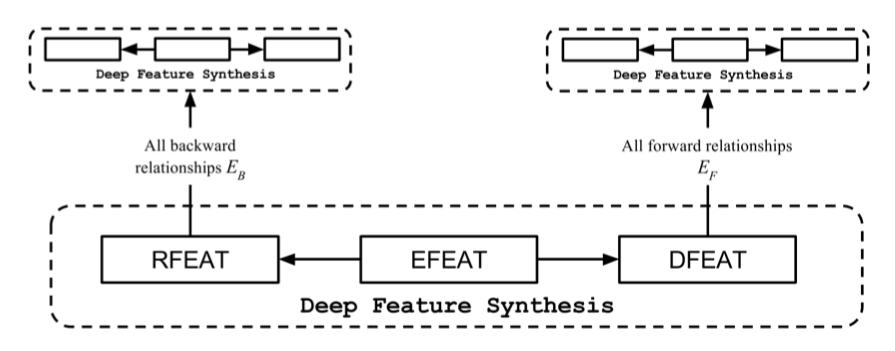 Deep Feature Synthesis
Deep Feature Synthesis
All backward
relationships E_B
All forward relationships
E_F
RFEAT
EFEAT
DFEAT
Deep Feature Synthesis